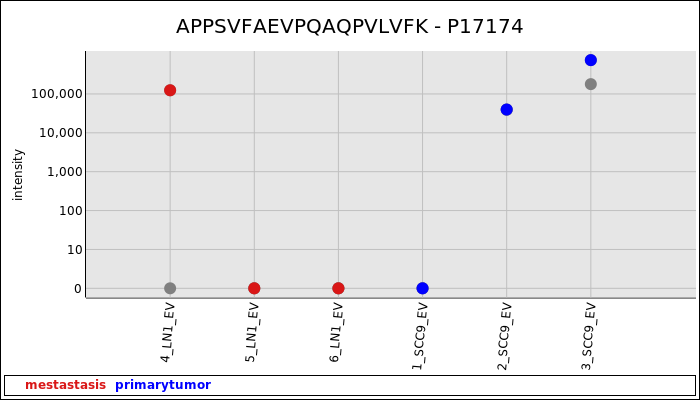 APPSVFAEVPQAQPVLVFK - P17174
intensity
100,000
10,000
1,000
100
10
0
4_LN1_EV
5_LN1_EV
6_LN1_EV
1_SCC9_EV
2_SCC9_EV
3_SCC9_EV
mestastasis primarytumor